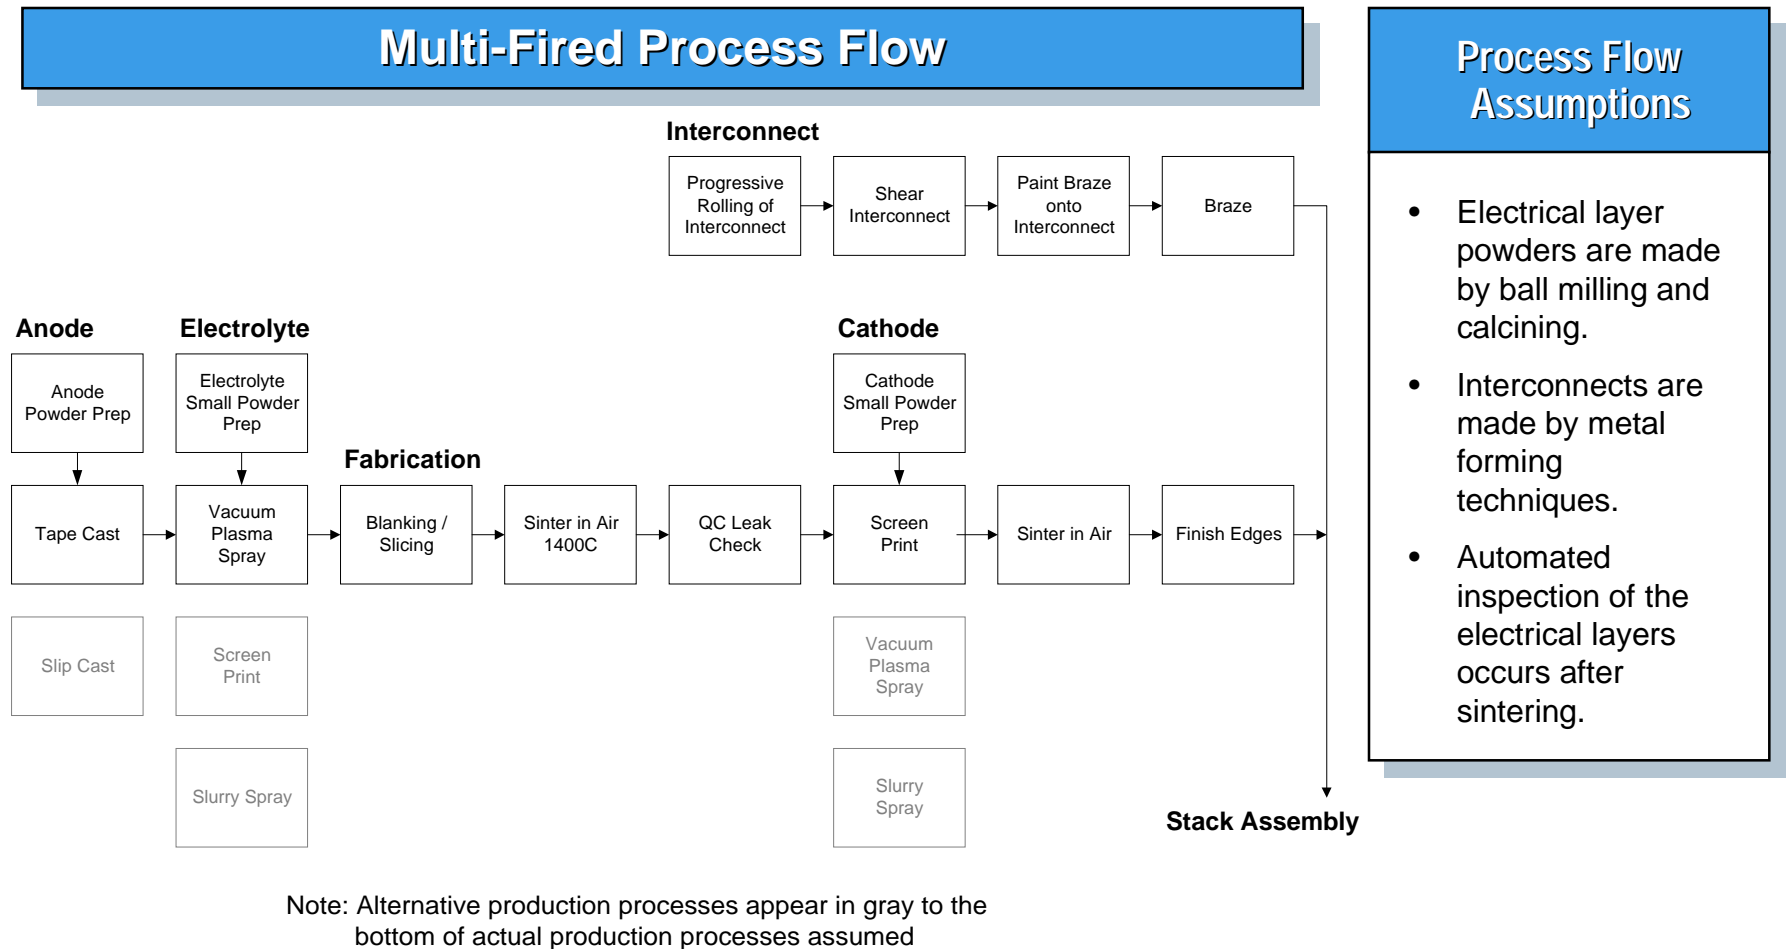 Multi-Fired Process Flow
Process Flow
Assumptions
Interconnect
Progressive
Rolling of
Interconnect
Shear
Interconnect
Paint Braze
onto
Interconnect
Braze
Anode
Electrolyte
Cathode
Anode
Powder Prep
Electrolyte
Small Powder
Prep
Cathode
Small Powder
Prep
Fabrication
Tape Cast
Vacuum
Plasma
Spray
Blanking /
Slicing
Sinter in Air
1400C
QC Leak
Check
Screen
Print
Sinter in Air
Finish Edges
Slip Cast
Screen
Print
Vacuum
Plasma
Spray
Slurry Spray
Slurry
Spray
Stack Assembly
Note: Alternative production processes appear in gray to the
bottom of actual production processes assumed
• Electrical layer
powders are made
by ball milling and
calcining.
• Interconnects are
made by metal
forming
techniques.
• Automated
inspection of the
electrical layers
occurs after
sintering.